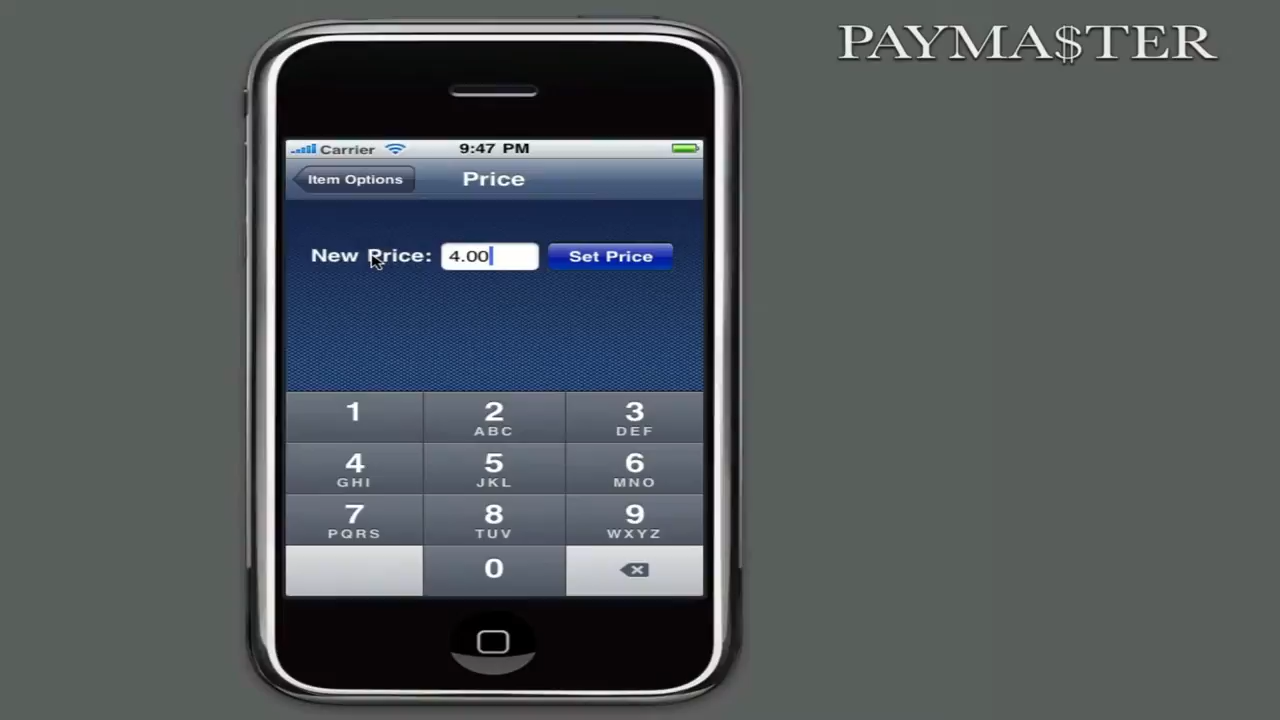 PAYMA$TER
Carrier 9:47 PM
Item Options Price
New Price: 4.00 Set Price
1 2 3
ABC DEF
4 5 6
GHI JKL MNO
7 8 9
PQRS TUV WXYZ
0